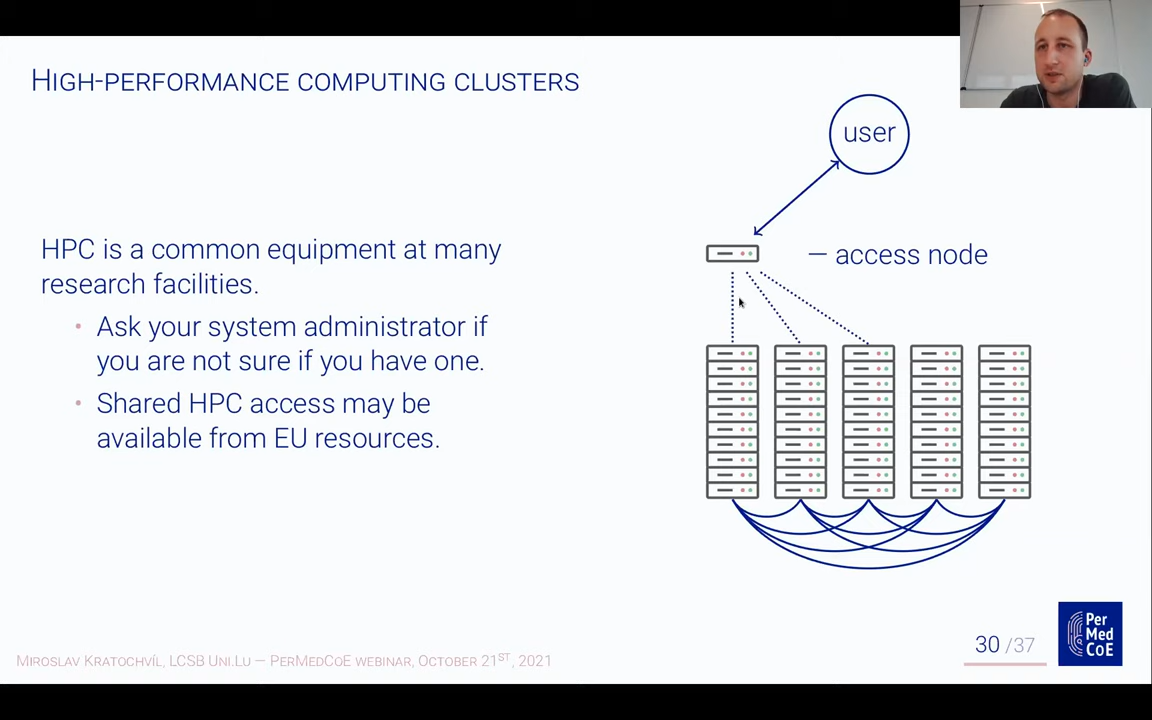 HIGH-PERFORMANCE COMPUTING CLUSTERS
user
— access node
HPC is a common equipment at many
research facilities.
• Ask your system administrator if
you are not sure if you have one.
• Shared HPC access may be
available from EU resources.
MIROSLAV KRATOCHVÍL, LCSB UNI.LU — PERMEDCOE WEBINAR, OCTOBER 21ST, 2021
30 /37
Per
Med
CoE